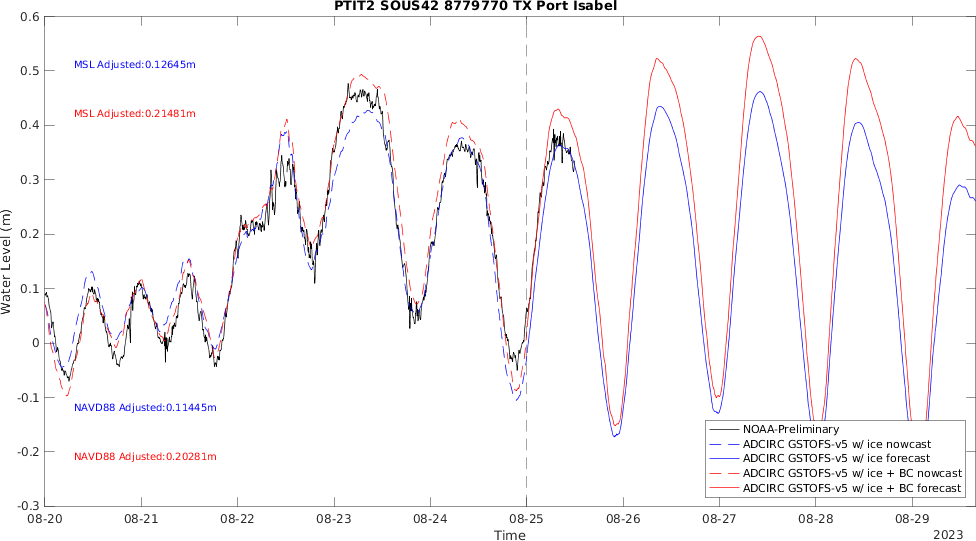 PTIT2 SOUS42 8779770 TX Port Isabel
0.6
0.5
0.4
0.3
0.2
0.1
0
-0.1
-0.2
-0.3
Water Level (m)
MSL Adjusted:0.12645m
MSL Adjusted:0.21481m
NAVD88 Adjusted:0.11445m
NAVD88 Adjusted:0.20281m
NOAA-Preliminary
ADCIRC GSTOFS-v5 w/ ice nowcast
ADCIRC GSTOFS-v5 w/ ice forecast
ADCIRC GSTOFS-v5 w/ice + BC nowcast
ADCIRC GSTOFS-v5 w/ice + BC forecast
08-20 08-21 08-22 08-23 08-24 08-25 08-26 08-27 08-28 08-29
Time
2023